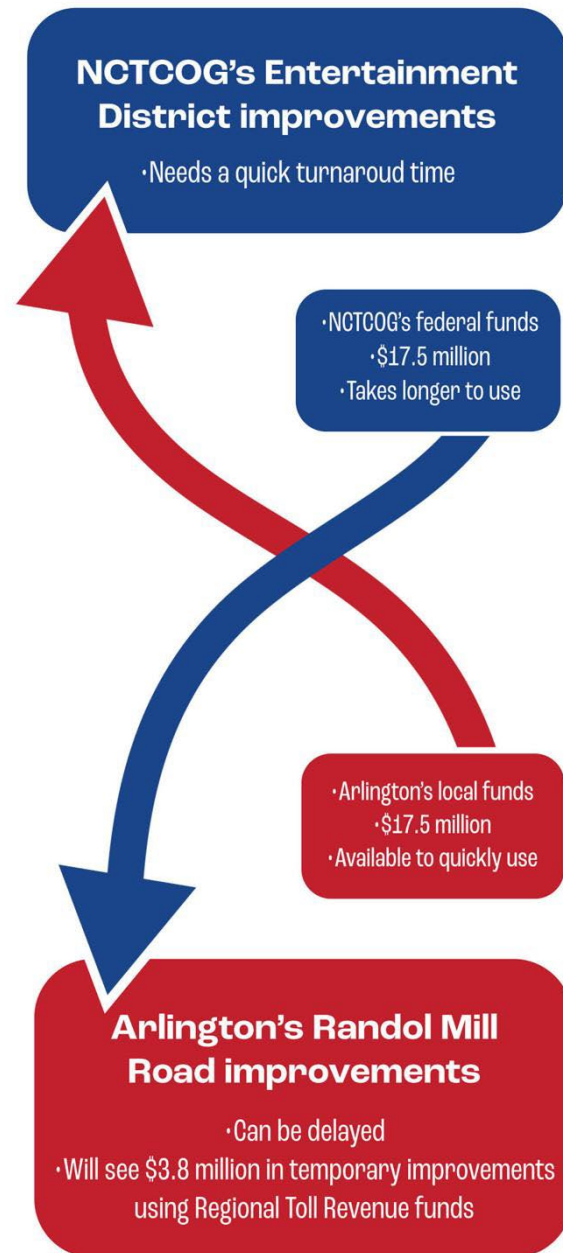 NCTCOG's Entertainment
District improvements
·Needs a quick turnaroud time
·NCTCOG's federal funds
·$17.5 million
·Takes longer to use
·Arlington's local funds
·$17.5 million
·Available to quickly use
Arlington's Randol Mill
Road improvements
·Can be delayed
·Will see $3.8 million in temporary improvements
using Regional Toll Revenue funds